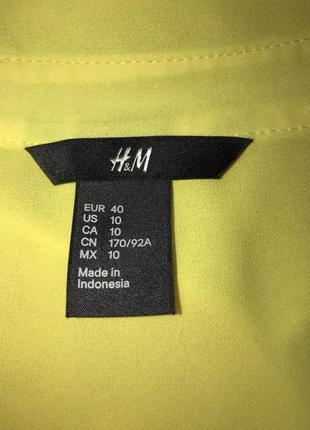 H&M
EUR 40
US 10
CA 10
CN 170/92A
MX 10
Made in
Indonesia